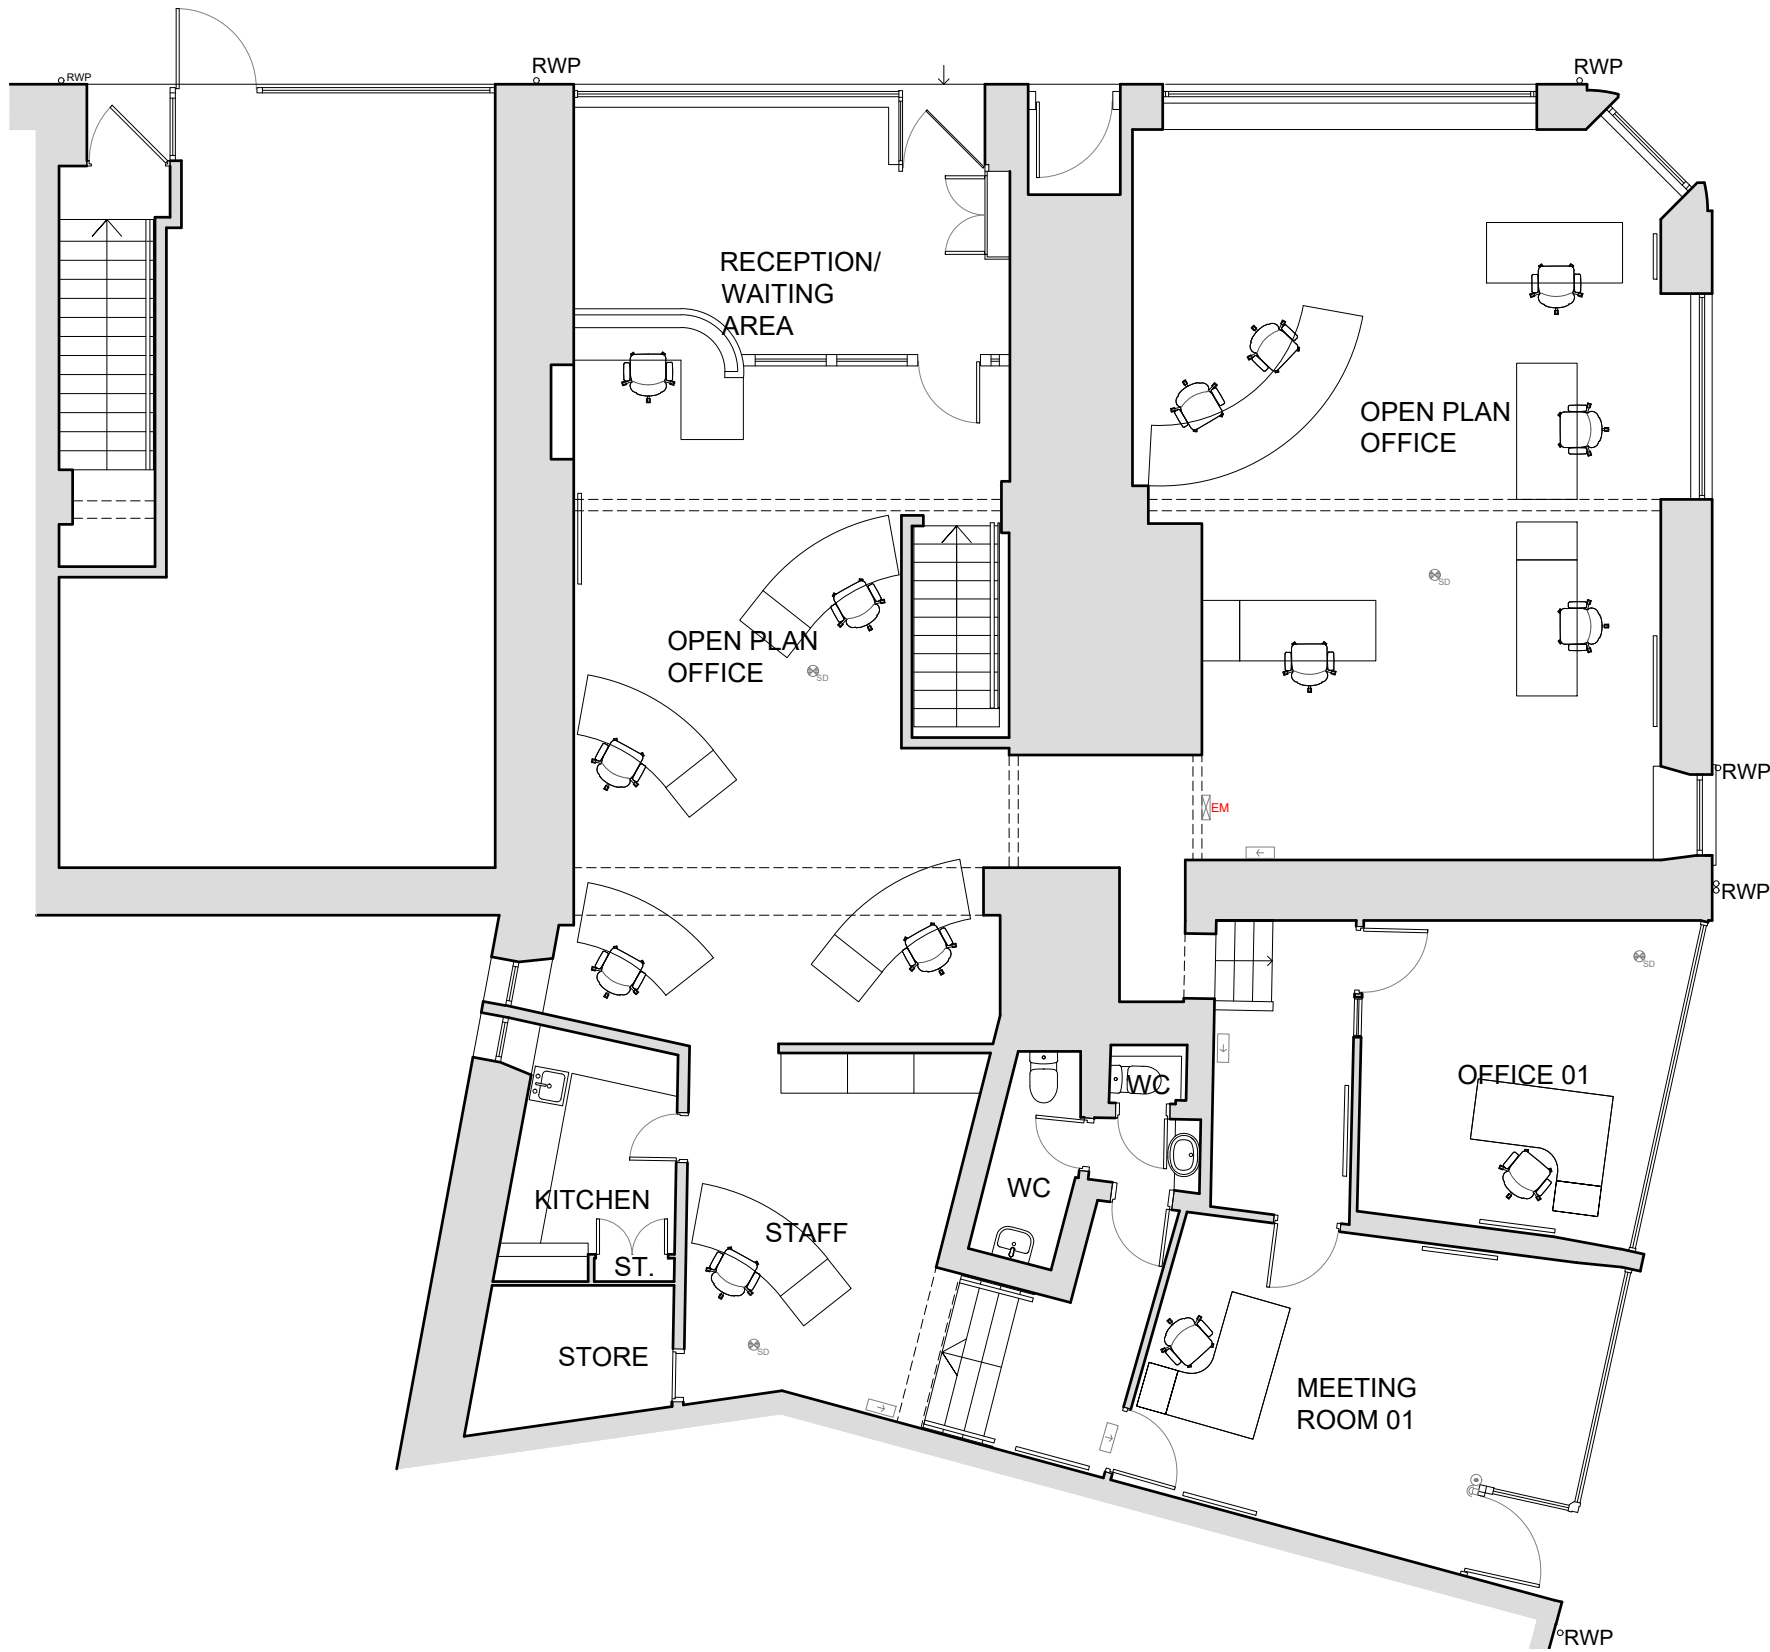 RWP
RWP
RWP
RECEPTION/
WAITING
AREA
OPEN PLAN
OFFICE
SD
OPEN PLAN
OFFICE
SD
RWP
EM
RWP
SD
OFFICE 01
WC
WC
KITCHEN
STAFF
ST.
STORE
SD
MEETING
ROOM 01
RWP